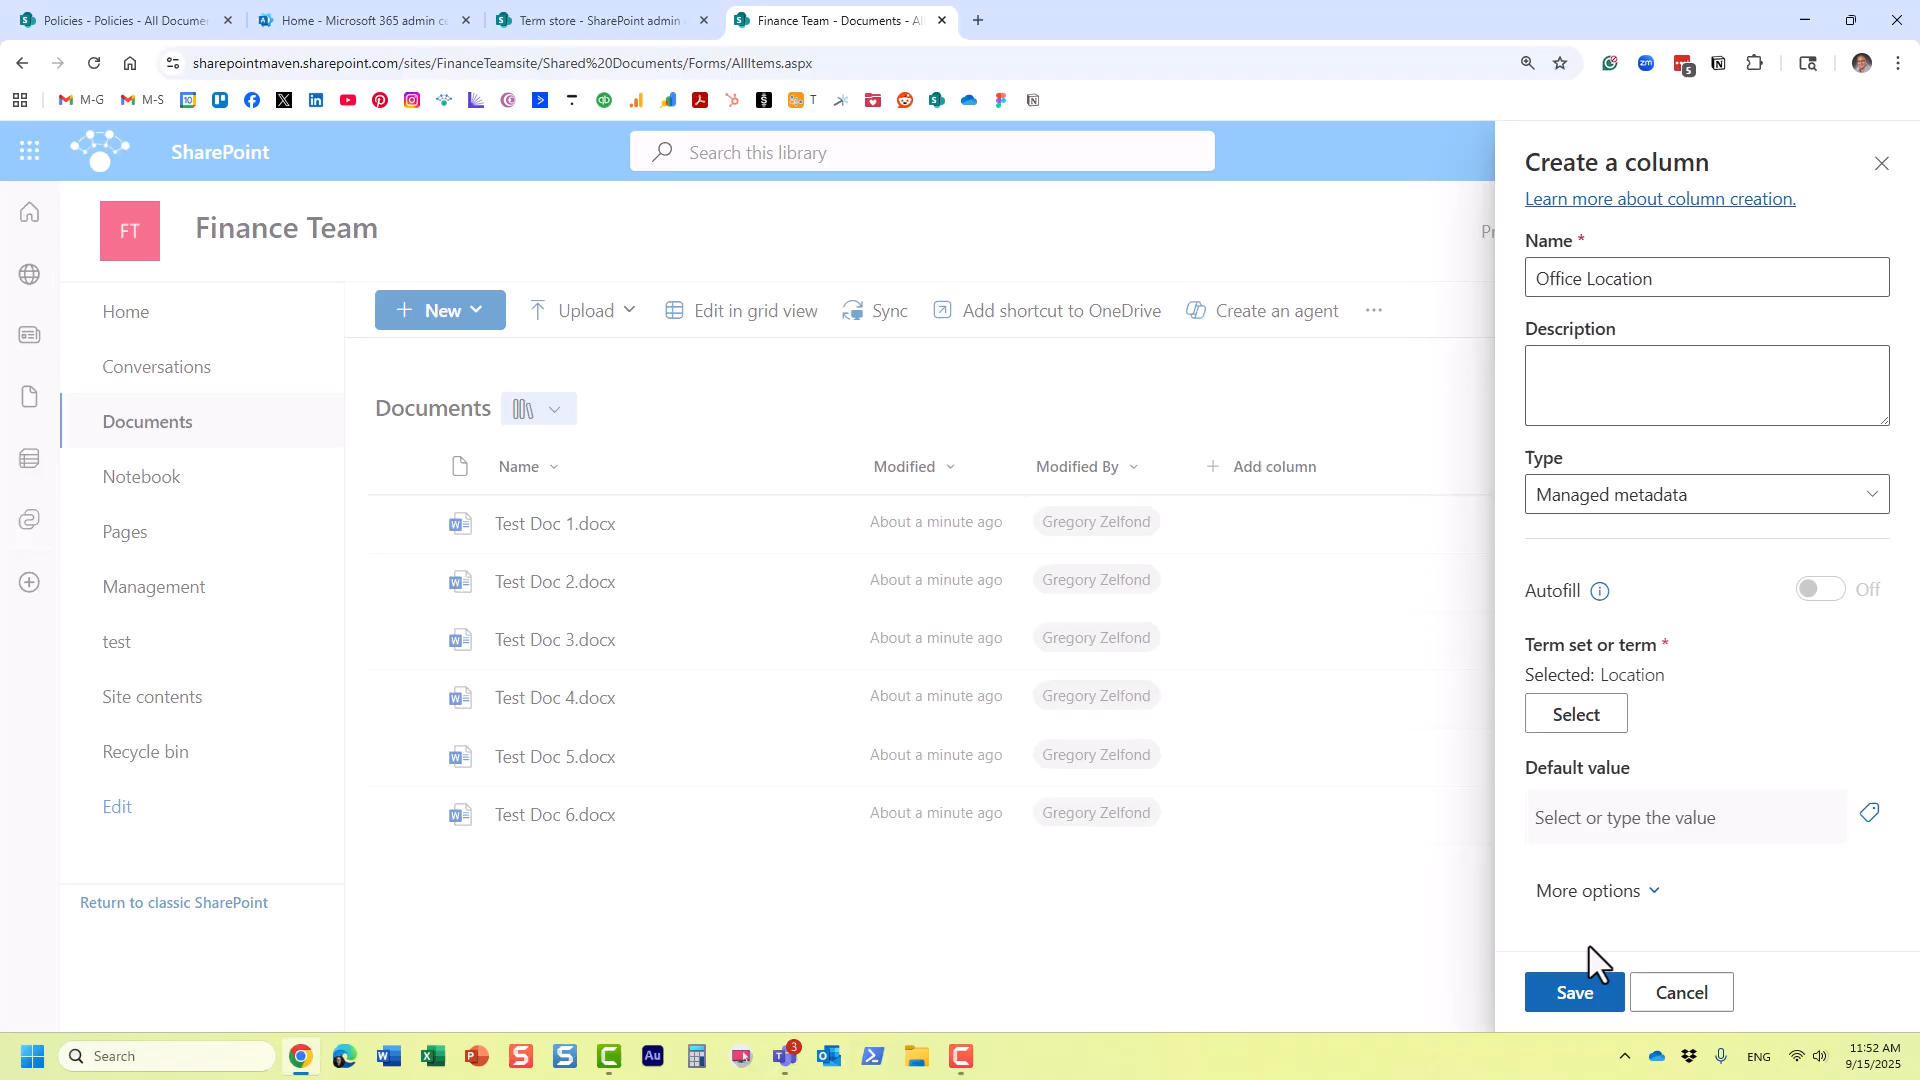 Policies - Policies - All Documen
Home - Microsoft 365 admin ce
Term store - SharePoint admin
Finance Team - Documents - Al
sharepointmaven.sharepoint.com/sites/FinanceTeamsite/Shared%20Documents/Forms/AllItems.aspx
M-G
M-S
T
SharePoint
Search this library
FT
Finance Team
Pr
Home
Conversations
Documents
Notebook
Pages
Management
test
Site contents
Recycle bin
Edit
Return to classic SharePoint
New
Upload
Edit in grid view
Sync
Add shortcut to OneDrive
Create an agent
Documents
Name
Modified
Modified By
Add column
Test Doc 1.docx
About a minute ago
Gregory Zelfond
Test Doc 2.docx
About a minute ago
Gregory Zelfond
Test Doc 3.docx
About a minute ago
Gregory Zelfond
Test Doc 4.docx
About a minute ago
Gregory Zelfond
Test Doc 5.docx
About a minute ago
Gregory Zelfond
Test Doc 6.docx
About a minute ago
Gregory Zelfond
Create a column
Learn more about column creation.
Name *
Office Location
Description
Type
Managed metadata
Autofill
Off
Term set or term *
Selected: Location
Select
Default value
Select or type the value
More options
Save
Cancel
Search
3
ENG
11:52 AM
9/15/2025